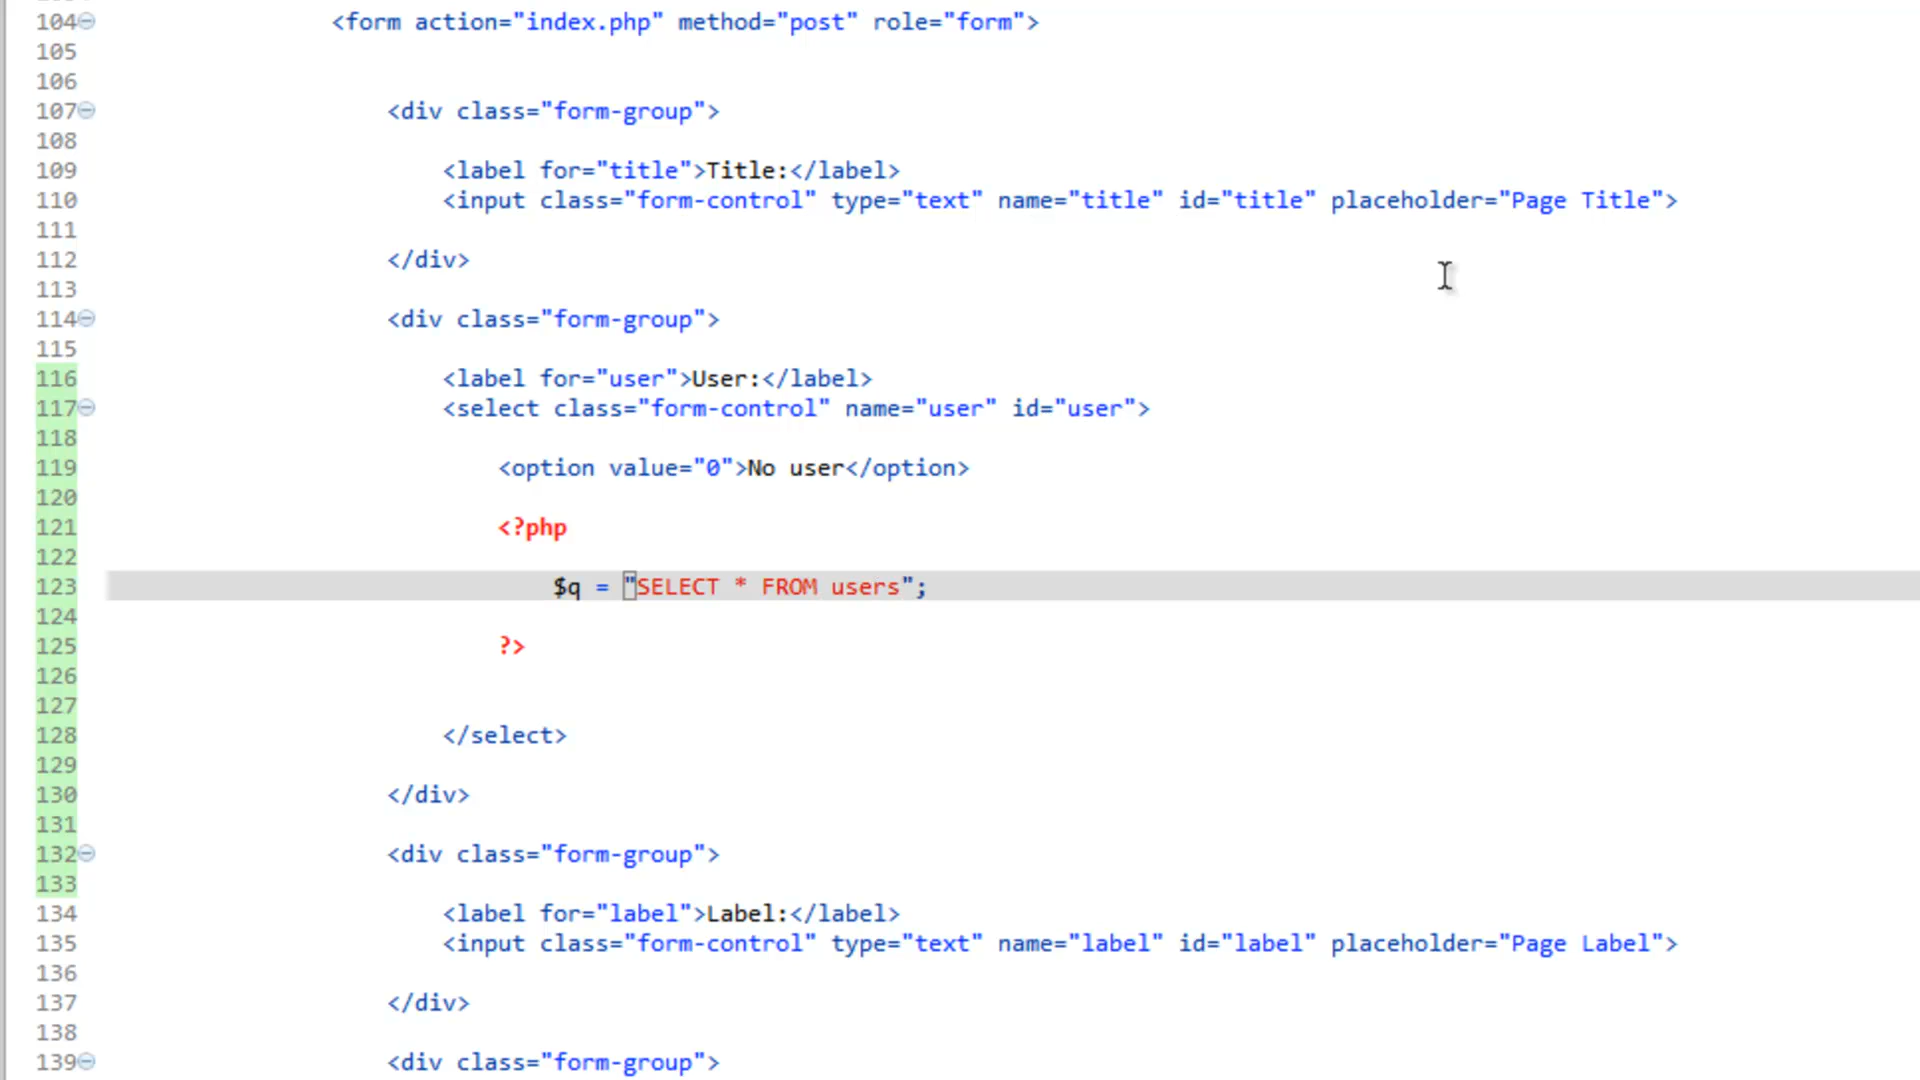 104 <form action="index.php" method="post" role="form">
105
106
107 <div class="form-group">
108
109 <label for="title">Title:</label>
110 <input class="form-control" type="text" name="title" id="title" placeholder="Page Title">
111
112 </div>
113
114 <div class="form-group">
115
116 <label for="user">User:</label>
117 <select class="form-control" name="user" id="user">
118
119 <option value="0">No user</option>
120
121 <?php
122
123 $q = "SELECT * FROM users";
124
125 ?>
126
127
128 </select>
129
130 </div>
131
132 <div class="form-group">
133
134 <label for="label">Label:</label>
135 <input class="form-control" type="text" name="label" id="label" placeholder="Page Label">
136
137 </div>
138
139 <div class="form-group">